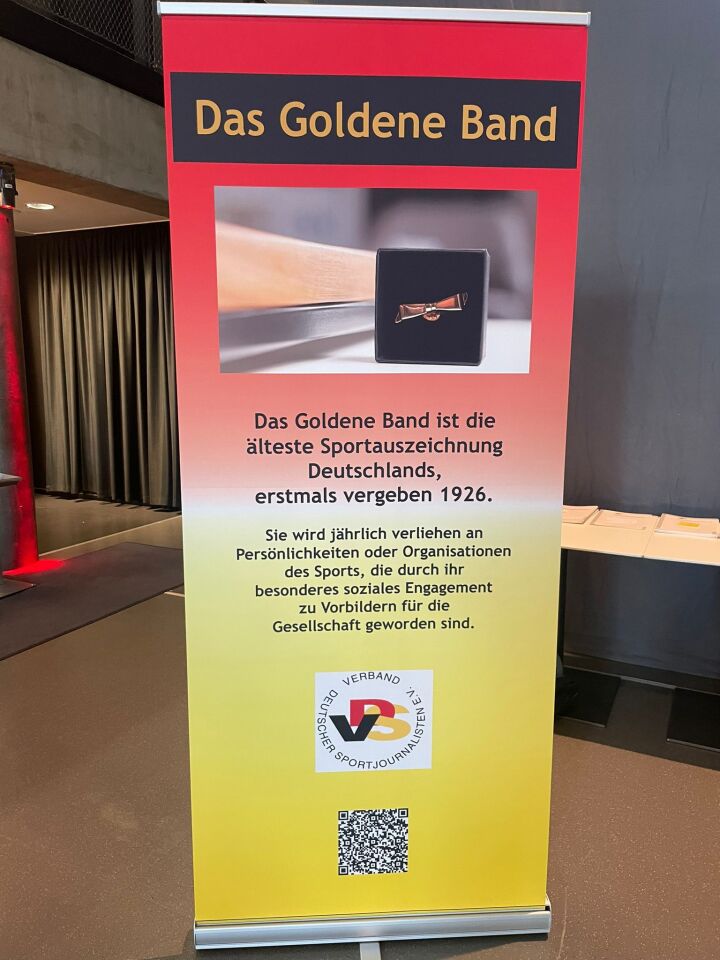 Das Goldene Band
Das Goldene Band ist die
älteste Sportauszeichnung
Deutschlands,
erstmals vergeben 1926.
Sie wird jährlich verliehen an
Persönlichkeiten oder Organisationen
des Sports, die durch ihr
besonderes soziales Engagement
zu Vorbildern für die
Gesellschaft geworden sind.
VERBAND
DEUTSCHER SPORTJOURNALISTEN E.V.
VDS